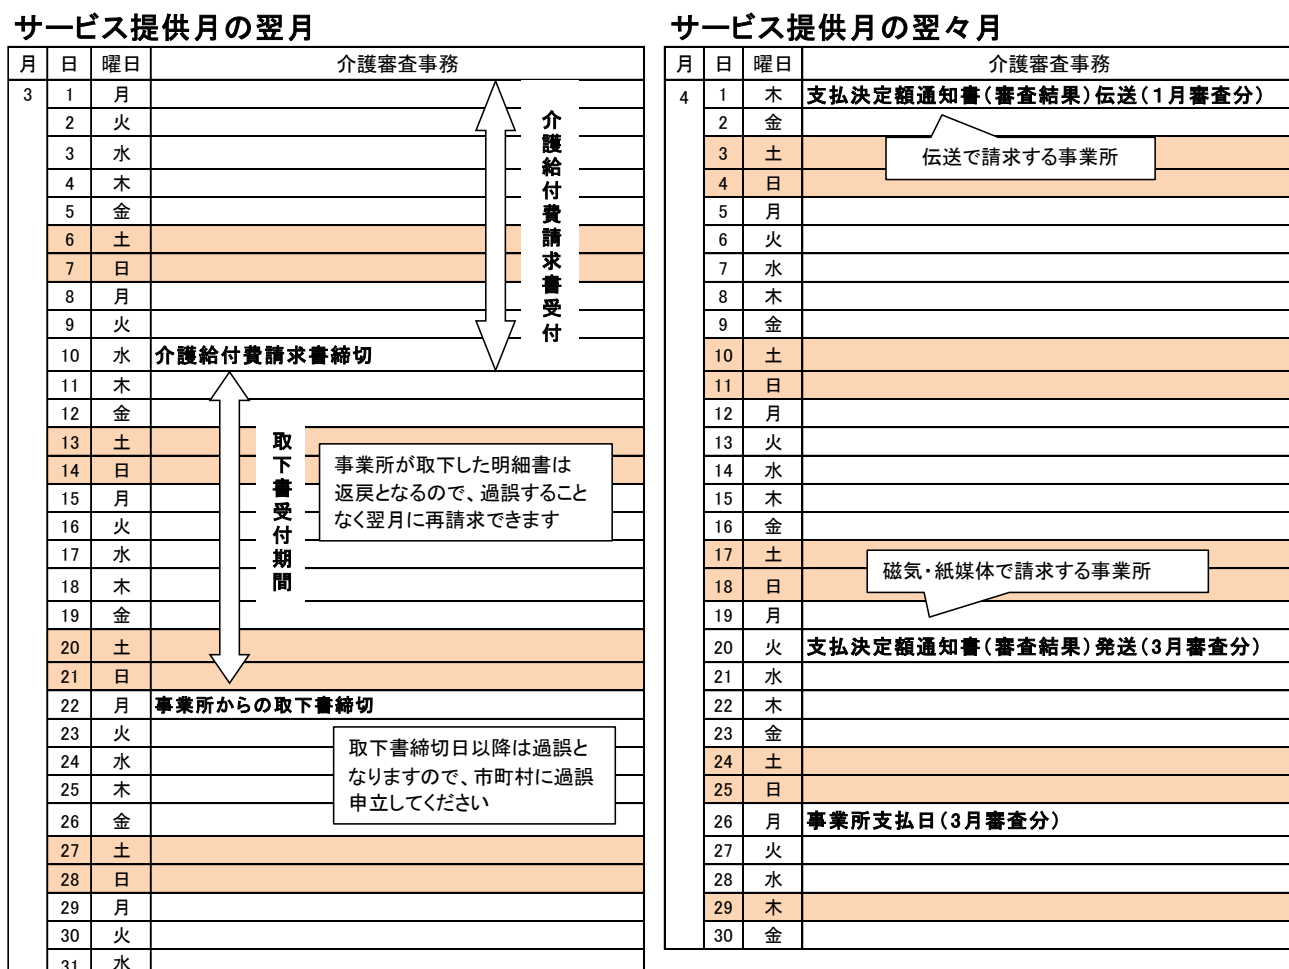 サービス提供月の翌月
月 日 曜日 介護審査事務
3 1 月
2 火
3 水
4 木
5 金
6 土
7 日
8 月
9 火
10 水 介護給付費請求書締切
11 木
12 金
13 土
14 日
15 月
16 火
17 水
18 木
19 金
20 土
21 日
22 月 事業所からの取下書締切
23 火
24 水
25 木
26 金
27 土
28 日
29 月
30 火
31 水
介護給付費請求書受付
取下書受付期間
事業所が取下した明細書は
返戻となるので、過誤すること
なく翌月に再請求できます
取下書締切日以降は過誤と
なりますので、市町村に過誤
申立してください
サービス提供月の翌々月
月 日 曜日 介護審査事務
4 1 木 支払決定額通知書(審査結果)伝送(1月審査分)
2 金
3 土
4 日
5 月
6 火
7 水
8 木
9 金
10 土
11 日
12 月
13 火
14 水
15 木
16 金
17 土
18 日
19 月
20 火 支払決定額通知書(審査結果)発送(3月審査分)
21 水
22 木
23 金
24 土
25 日
26 月 事業所支払日(3月審査分)
27 火
28 水
29 木
30 金
伝送で請求する事業所
磁気・紙媒体で請求する事業所